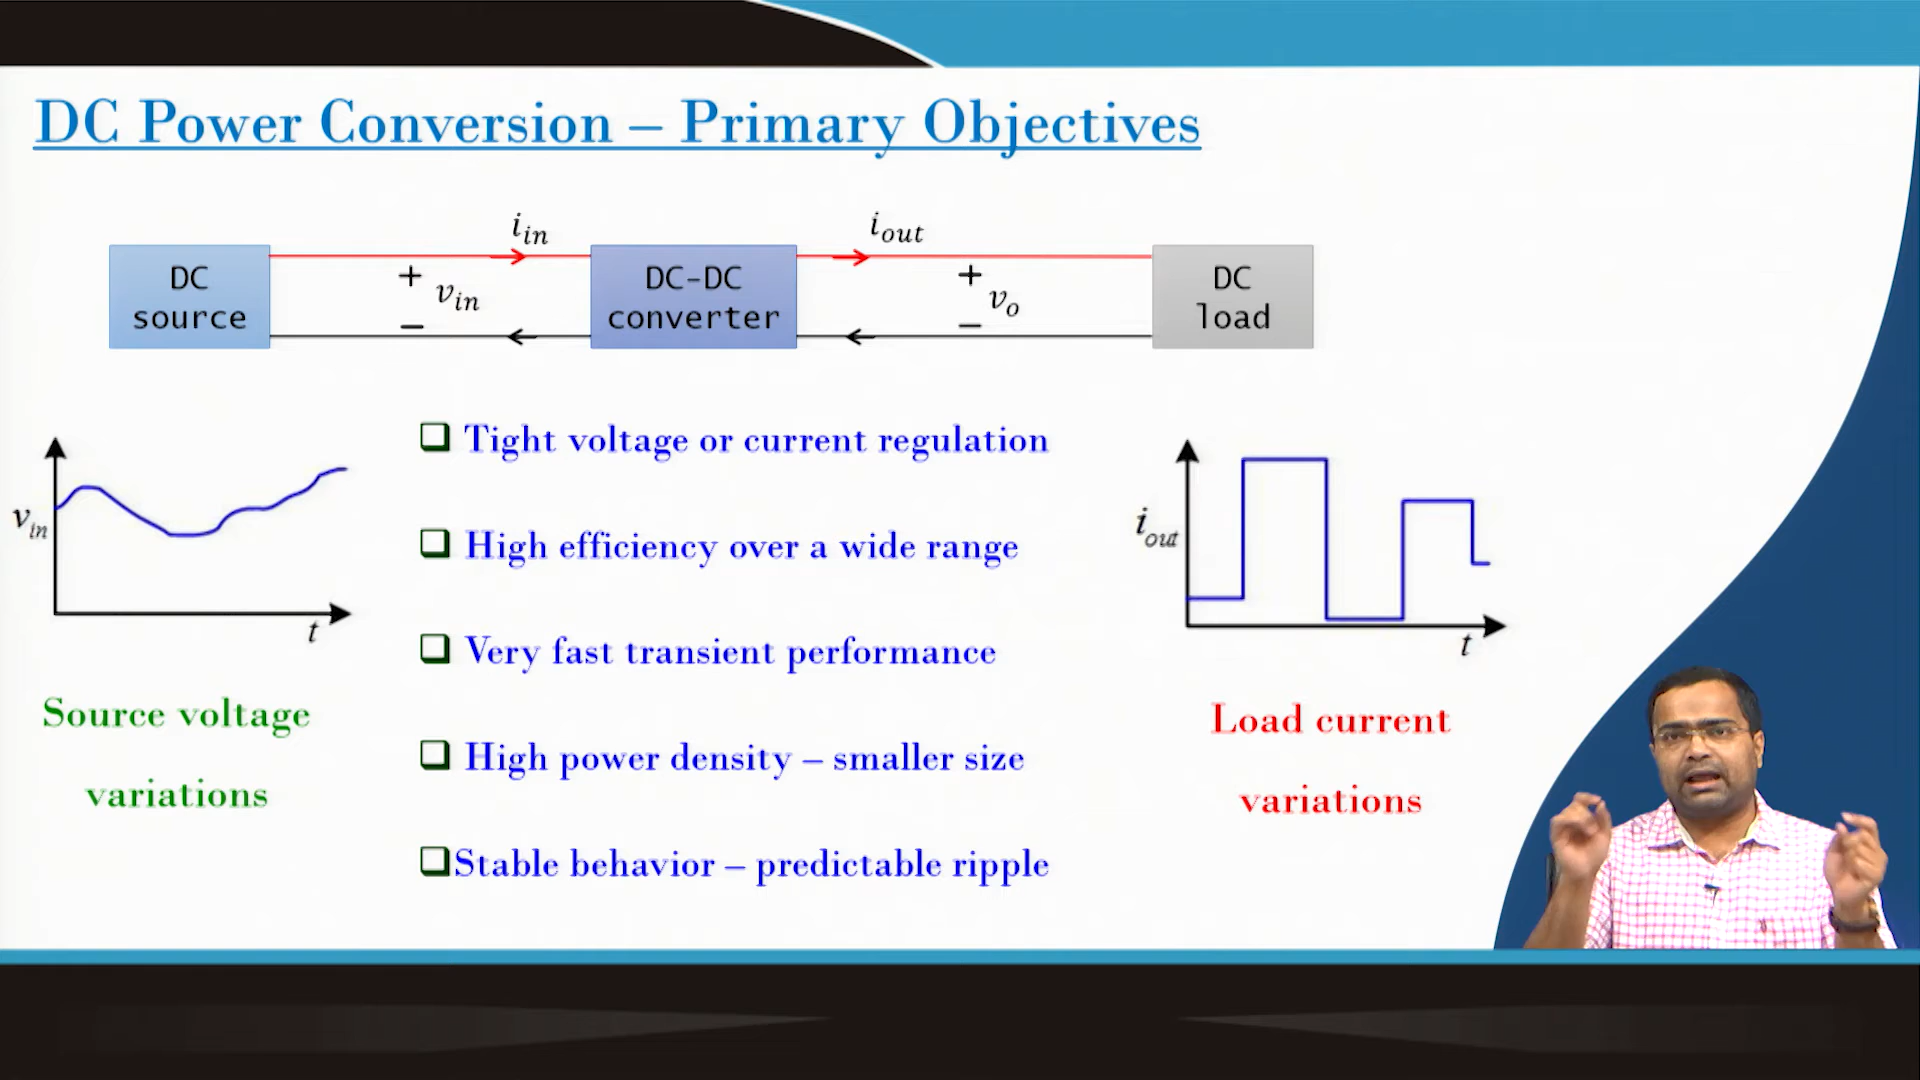 DC Power Conversion – Primary Objectives
i_in
i_out
DC
source
+
v_in
−
DC-DC
converter
+
v_o
−
DC
load
v_in
t
Source voltage
variations
❑ Tight voltage or current regulation
❑ High efficiency over a wide range
❑ Very fast transient performance
❑ High power density – smaller size
❑Stable behavior – predictable ripple
i_out
t
Load current
variations